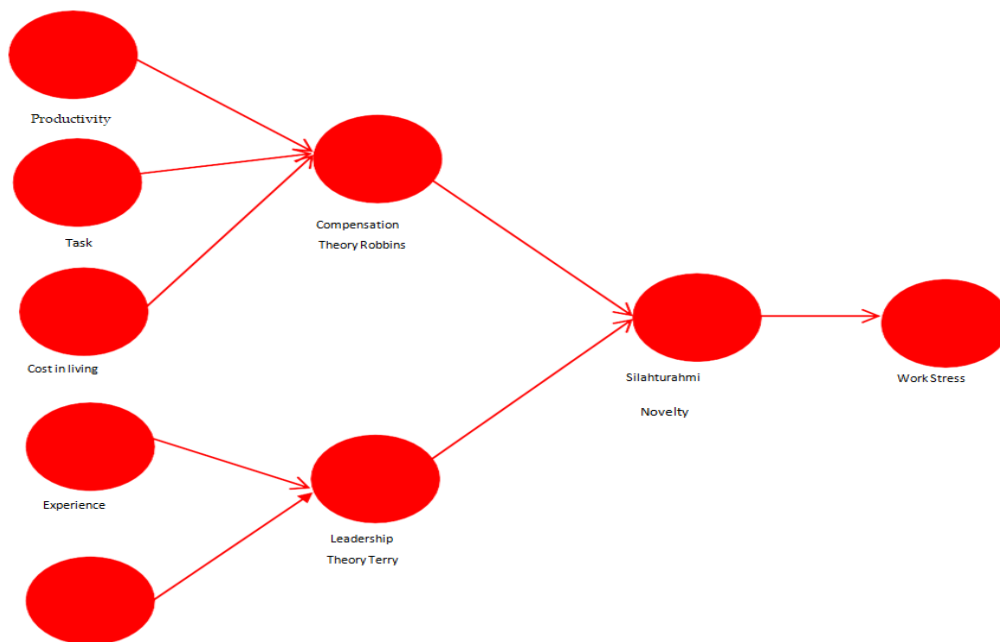 Productivity
Task
Cost in living
Experience
Compensation
Theory Robbins
Leadership
Theory Terry
Silahturahmi
Novelty
Work Stress